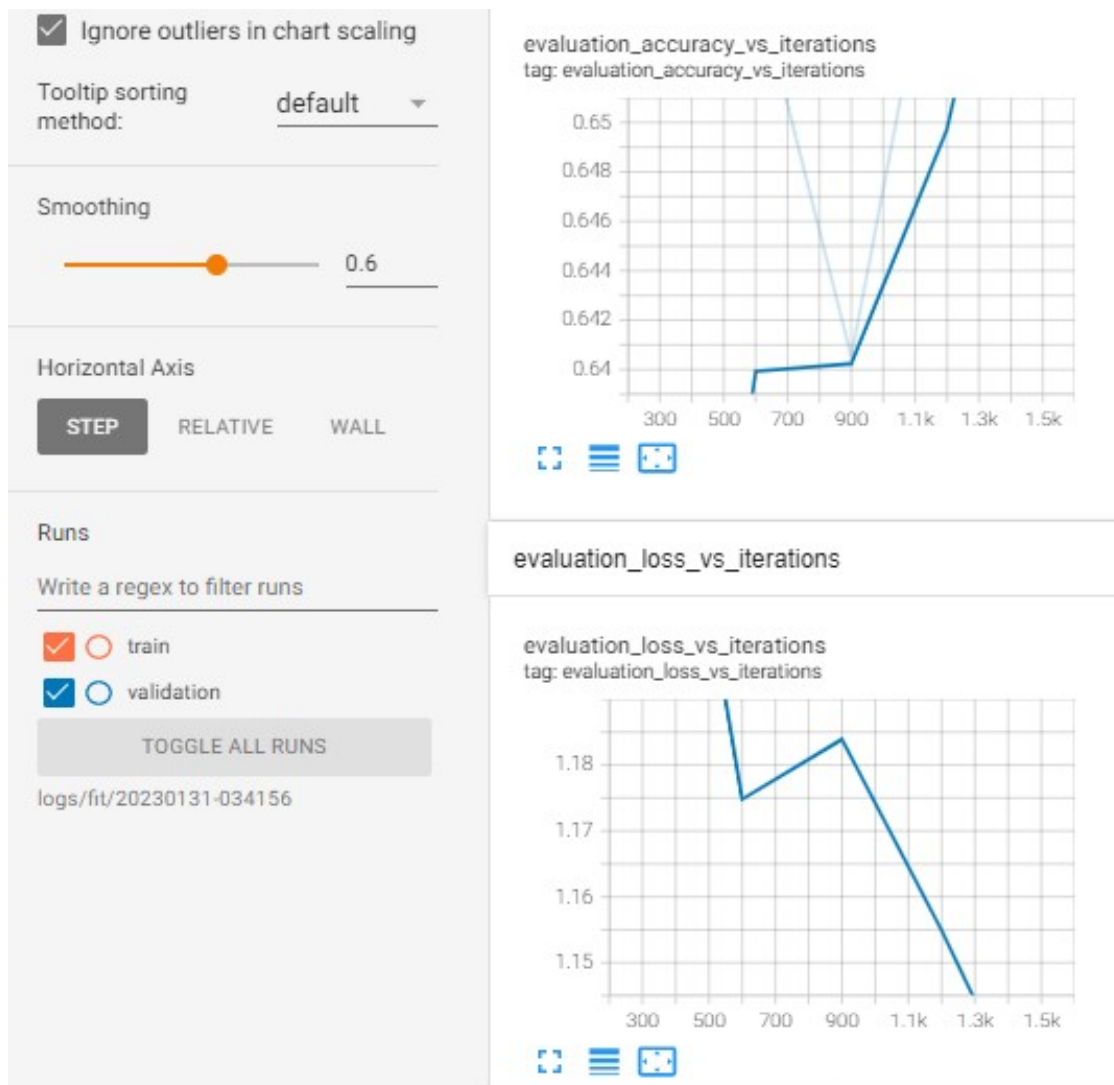 Ignore outliers in chart scaling
Tooltip sorting
method:
default
Smoothing
0.6
Horizontal Axis
STEP RELATIVE WALL
Runs
Write a regex to filter runs
train
validation
TOGGLE ALL RUNS
logs/fit/20230131-034156
evaluation_accuracy_vs_iterations
tag: evaluation_accuracy_vs_iterations
0.65
0.648
0.646
0.644
0.642
0.64
300 500 700 900 1.1k 1.3k 1.5k
evaluation_loss_vs_iterations
evaluation_loss_vs_iterations
tag: evaluation_loss_vs_iterations
1.18
1.17
1.16
1.15
300 500 700 900 1.1k 1.3k 1.5k